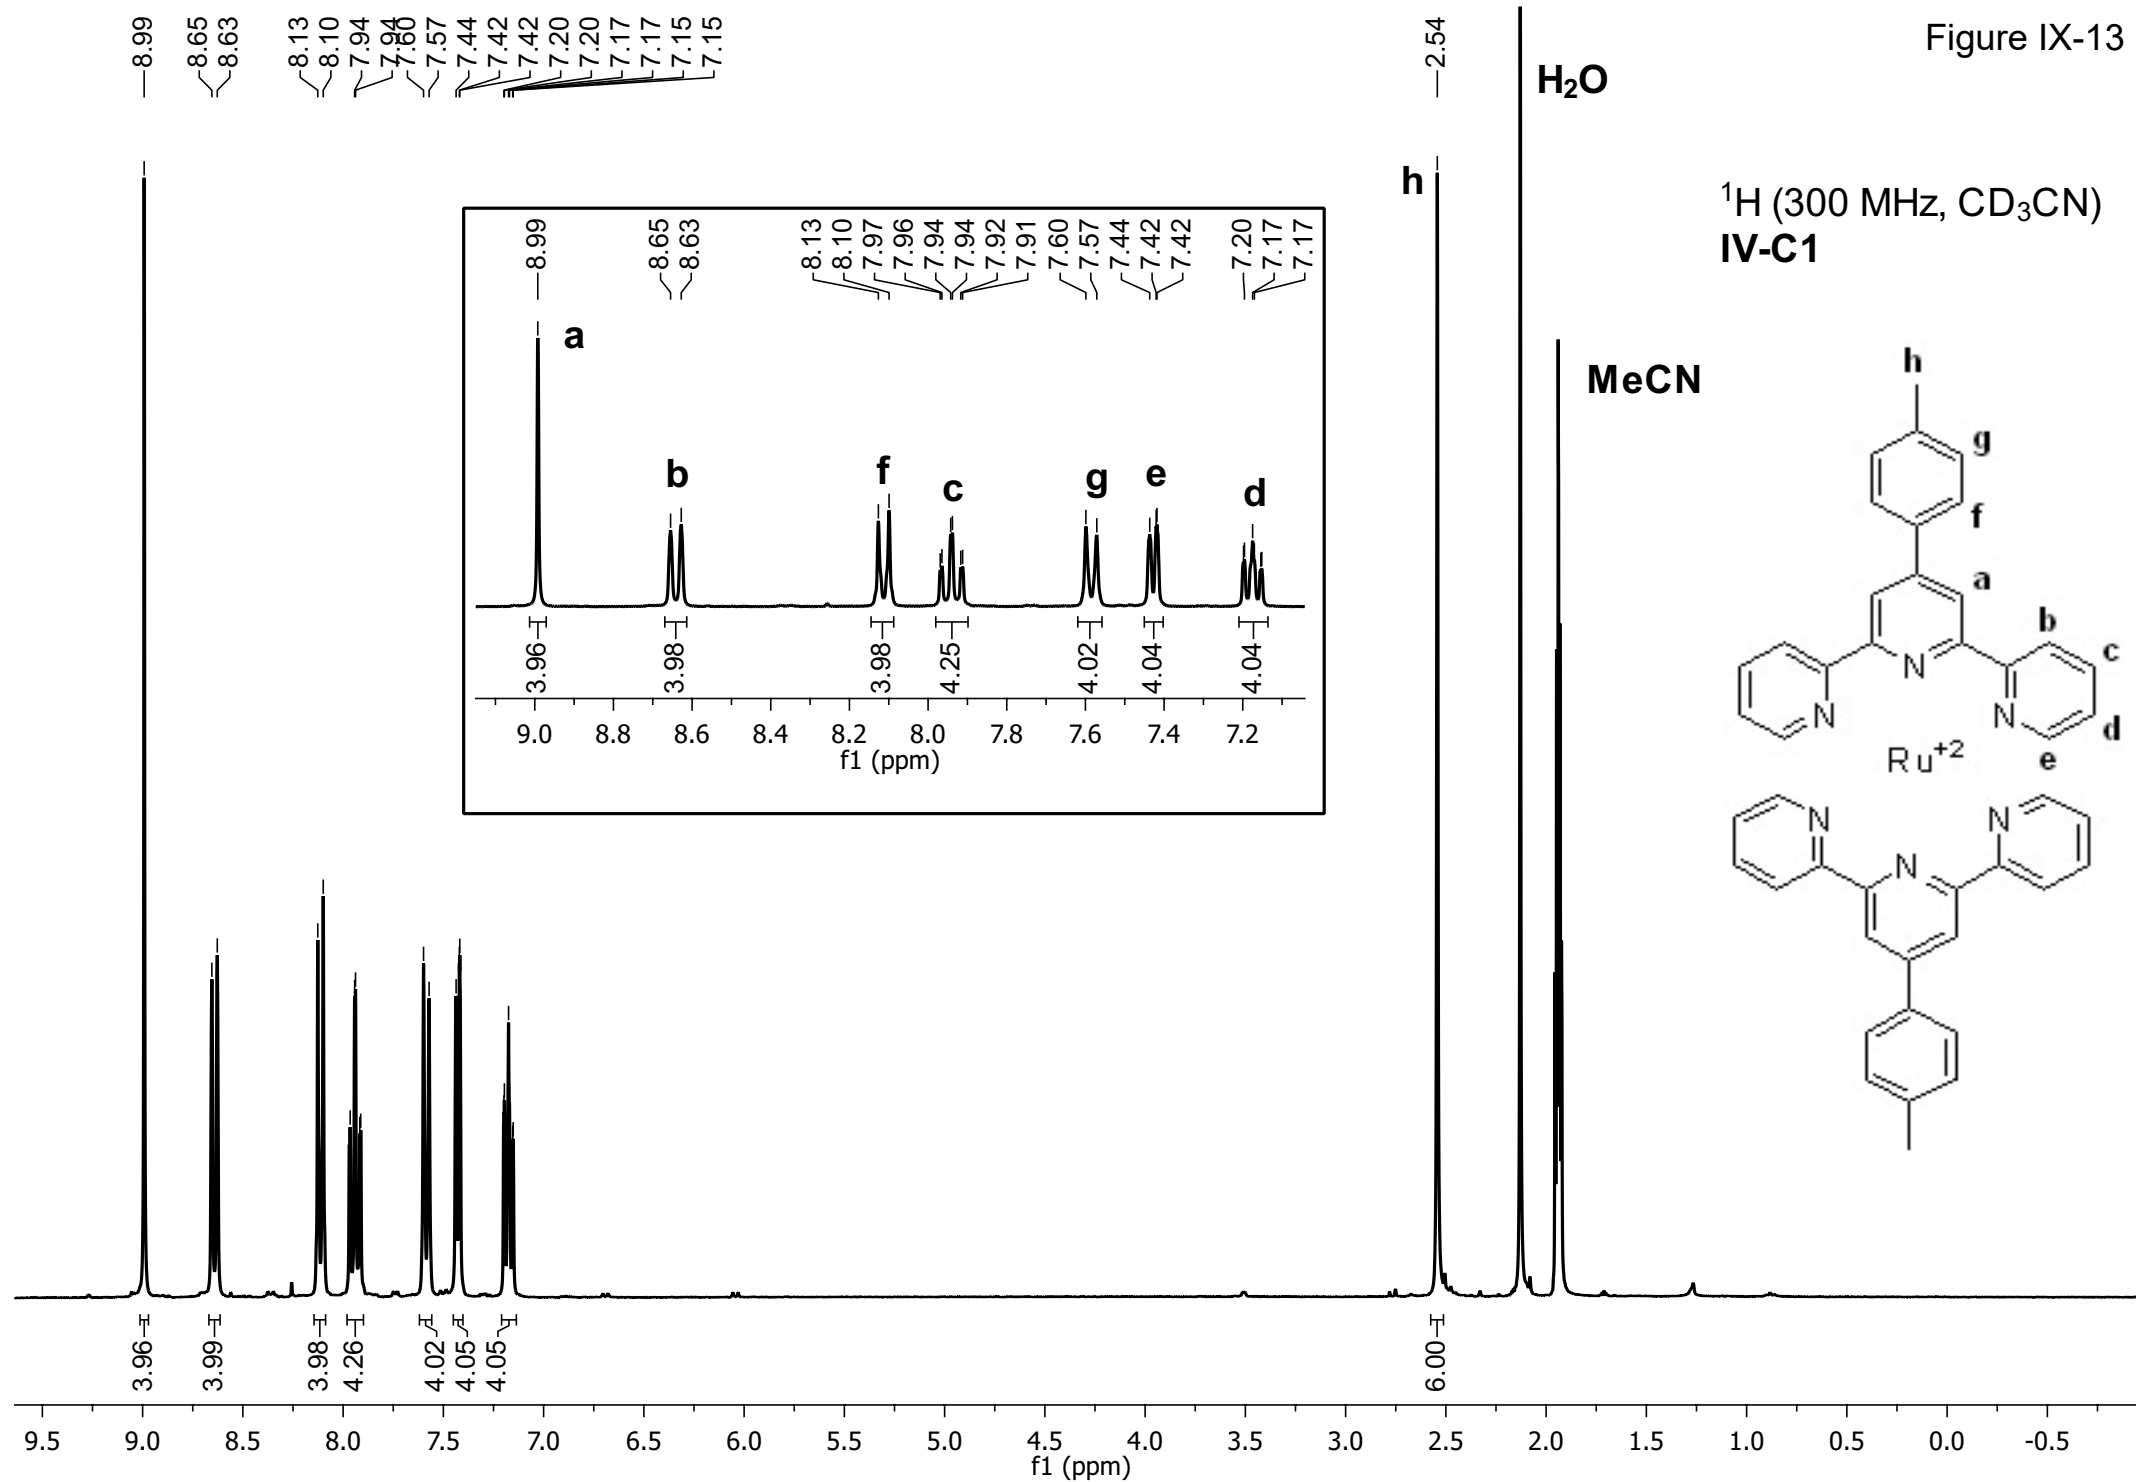 8.99
8.65
8.63
8.13
8.10
7.94
7.94
7.60
7.57
7.44
7.42
7.42
7.20
7.20
7.17
7.17
7.15
7.15
2.54
Figure IX-13
H₂O
h
¹H (300 MHz, CD₃CN)
IV-C1
MeCN
8.99
8.65
8.63
8.13
8.10
7.97
7.96
7.94
7.94
7.92
7.91
7.60
7.57
7.44
7.42
7.42
7.20
7.17
7.17
a
b
f
c
g
e
d
3.96
3.98
3.98
4.25
4.02
4.04
4.04
9.0 8.8 8.6 8.4 8.2 8.0 7.8 7.6 7.4 7.2
f1 (ppm)
h
g
f
a
b
c
N
N
N
d
Ru⁺²
e
N
N
N
3.96
3.99
3.98
4.26
4.02
4.05
4.05
6.00
9.5 9.0 8.5 8.0 7.5 7.0 6.5 6.0 5.5 5.0 4.5 4.0 3.5 3.0 2.5 2.0 1.5 1.0 0.5 0.0 -0.5
f1 (ppm)